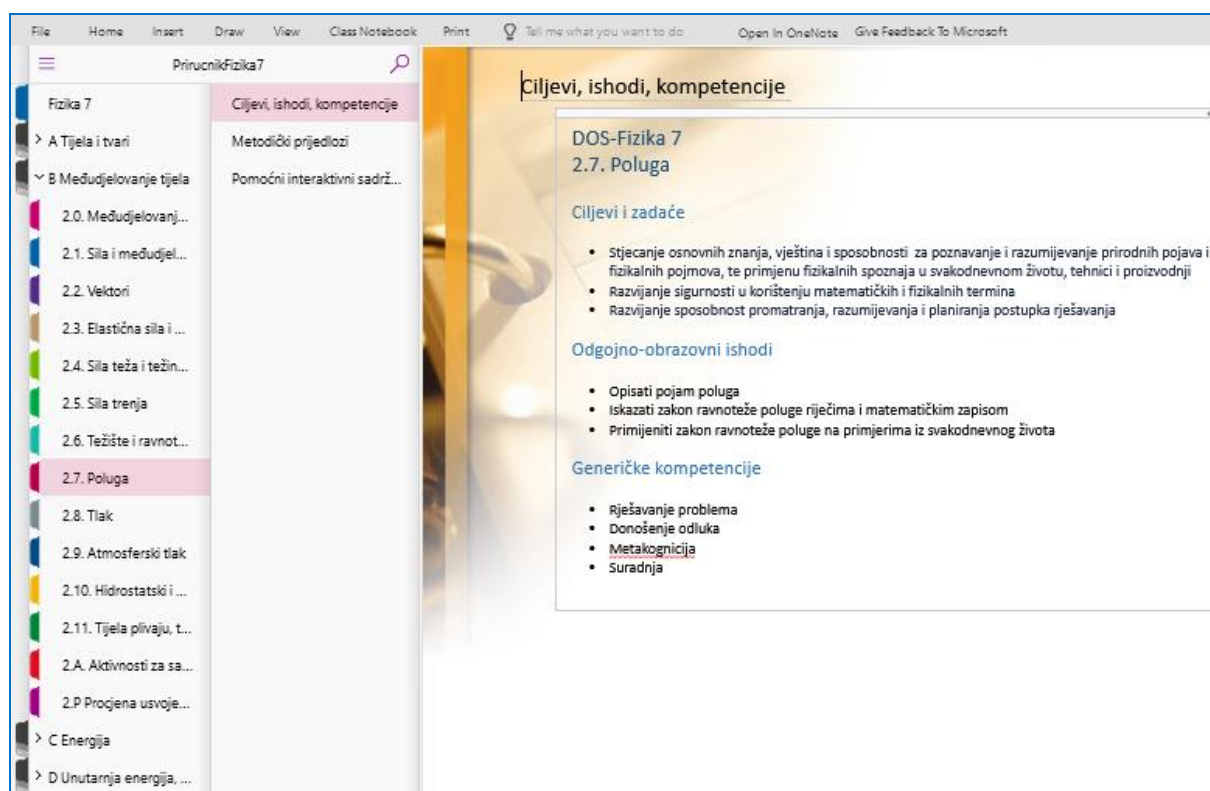 File Home Insert Draw View Class Notebook Print Tell me what you want to do Open In OneNote Give Feedback To Microsoft
PrirucnikFizika7
Fizika 7
A Tijela i tvari
B Međudjelovanje tijela
2.0. Međudjelovanj...
2.1. Sila i međudjel...
2.2. Vektori
2.3. Elastična sila i ...
2.4. Sila teža i težin...
2.5. Sila trenja
2.6. Težište i ravnot...
2.7. Poluga
2.8. Tlak
2.9. Atmosferski tlak
2.10. Hidrostatski i ...
2.11. Tijela plivaju, t...
2.A. Aktivnosti za sa...
2.P Procjena usvoje...
C Energija
D Unutarnja energija, ...
Ciljevi, ishodi, kompetencije
Metodički prijedlozi
Pomoćni interaktivni sadrž...
Ciljevi, ishodi, kompetencije
DOS-Fizika 7
2.7. Poluga
Ciljevi i zadaće
• Stjecanje osnovnih znanja, vještina i sposobnosti za poznavanje i razumijevanje prirodnih pojava i
fizikalnih pojmova, te primjenu fizikalnih spoznaja u svakodnevnom životu, tehnici i proizvodnji
• Razvijanje sigurnosti u korištenju matematičkih i fizikalnih termina
• Razvijanje sposobnost promatranja, razumijevanja i planiranja postupka rješavanja
Odgojno-obrazovni ishodi
• Opisati pojam poluga
• Iskazati zakon ravnoteže poluge riječima i matematičkim zapisom
• Primijeniti zakon ravnoteže poluge na primjerima iz svakodnevnog života
Generičke kompetencije
• Rješavanje problema
• Donošenje odluka
• Metakognicija
• Suradnja